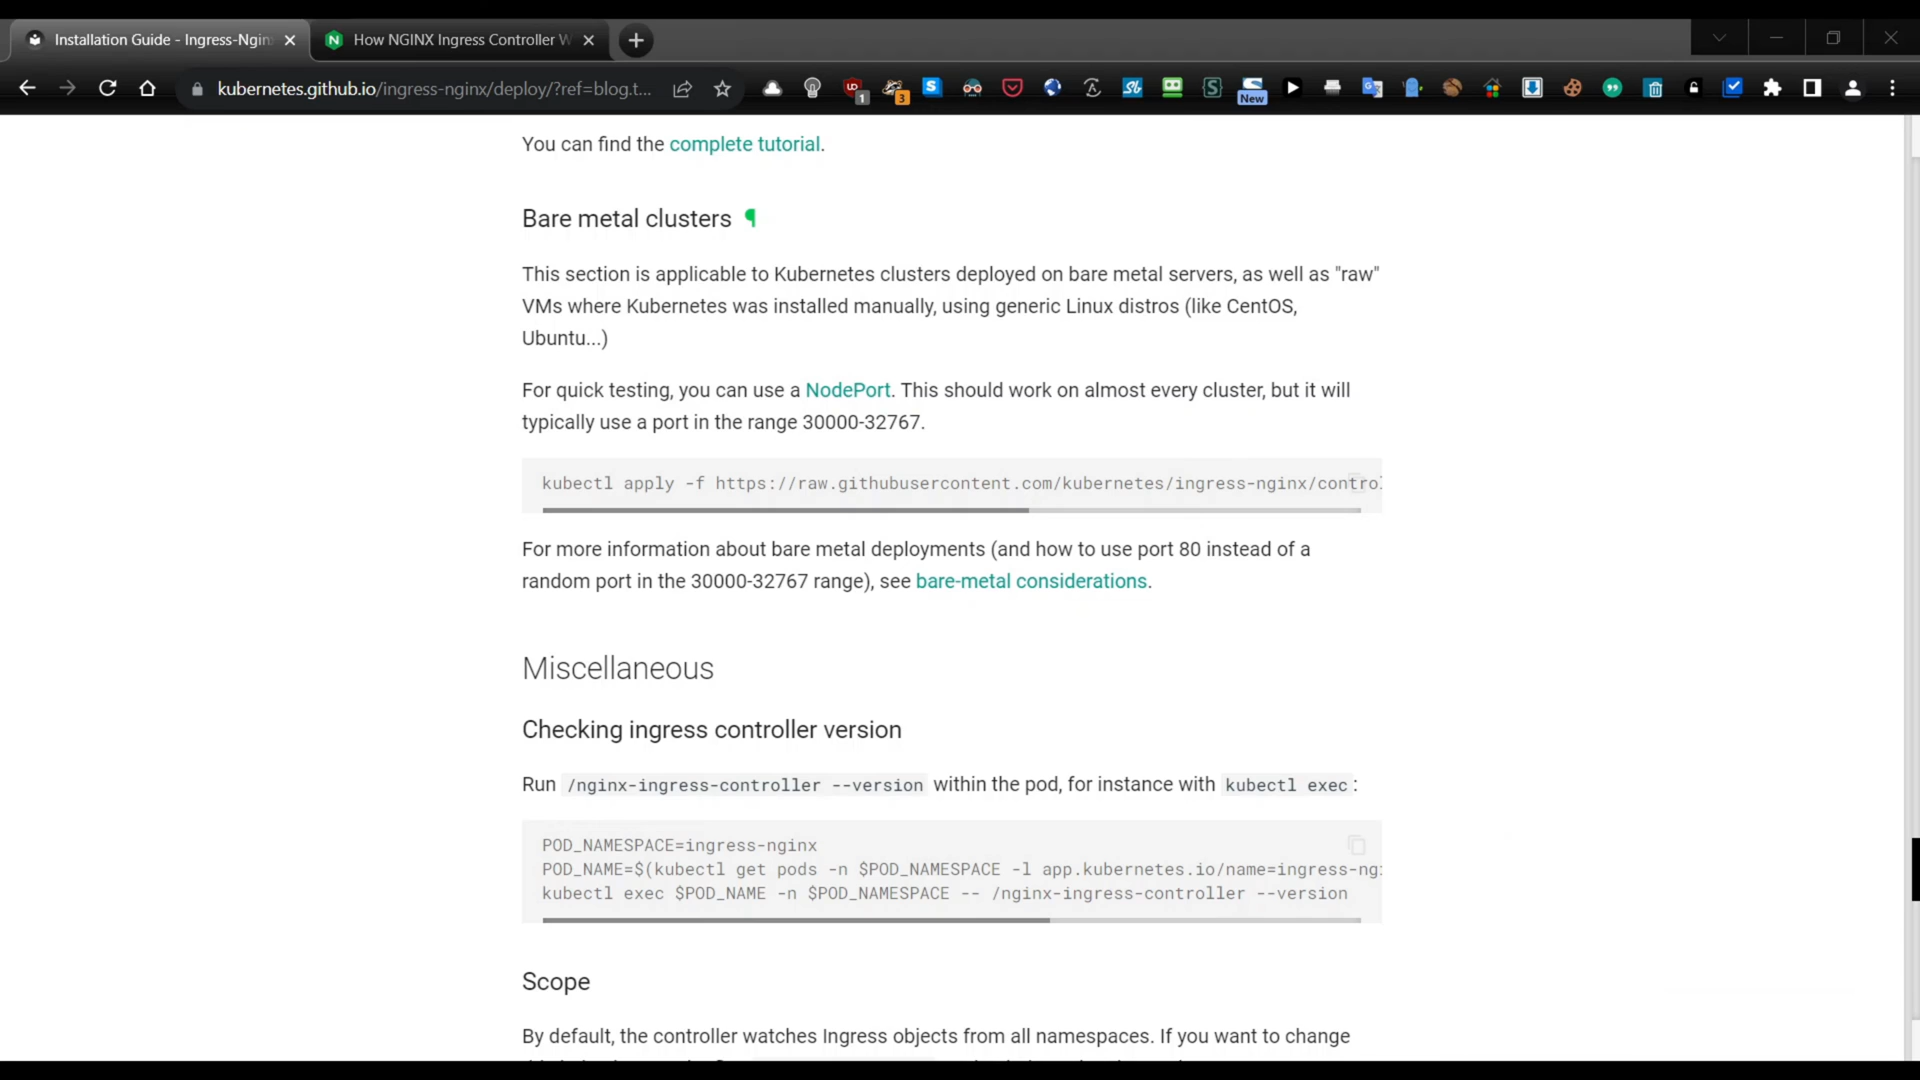 Installation Guide - Ingress-Ngin
How NGINX Ingress Controller W
kubernetes.github.io/ingress-nginx/deploy/?ref=blog.t...
1
3
New
You can find the complete tutorial.
Bare metal clusters ¶
This section is applicable to Kubernetes clusters deployed on bare metal servers, as well as "raw"
VMs where Kubernetes was installed manually, using generic Linux distros (like CentOS,
Ubuntu...)
For quick testing, you can use a NodePort. This should work on almost every cluster, but it will
typically use a port in the range 30000-32767.
kubectl apply -f https://raw.githubusercontent.com/kubernetes/ingress-nginx/control
For more information about bare metal deployments (and how to use port 80 instead of a
random port in the 30000-32767 range), see bare-metal considerations.
Miscellaneous
Checking ingress controller version
Run /nginx-ingress-controller --version within the pod, for instance with kubectl exec:
POD_NAMESPACE=ingress-nginx
POD_NAME=$(kubectl get pods -n $POD_NAMESPACE -l app.kubernetes.io/name=ingress-ng
kubectl exec $POD_NAME -n $POD_NAMESPACE -- /nginx-ingress-controller --version
Scope
By default, the controller watches Ingress objects from all namespaces. If you want to change